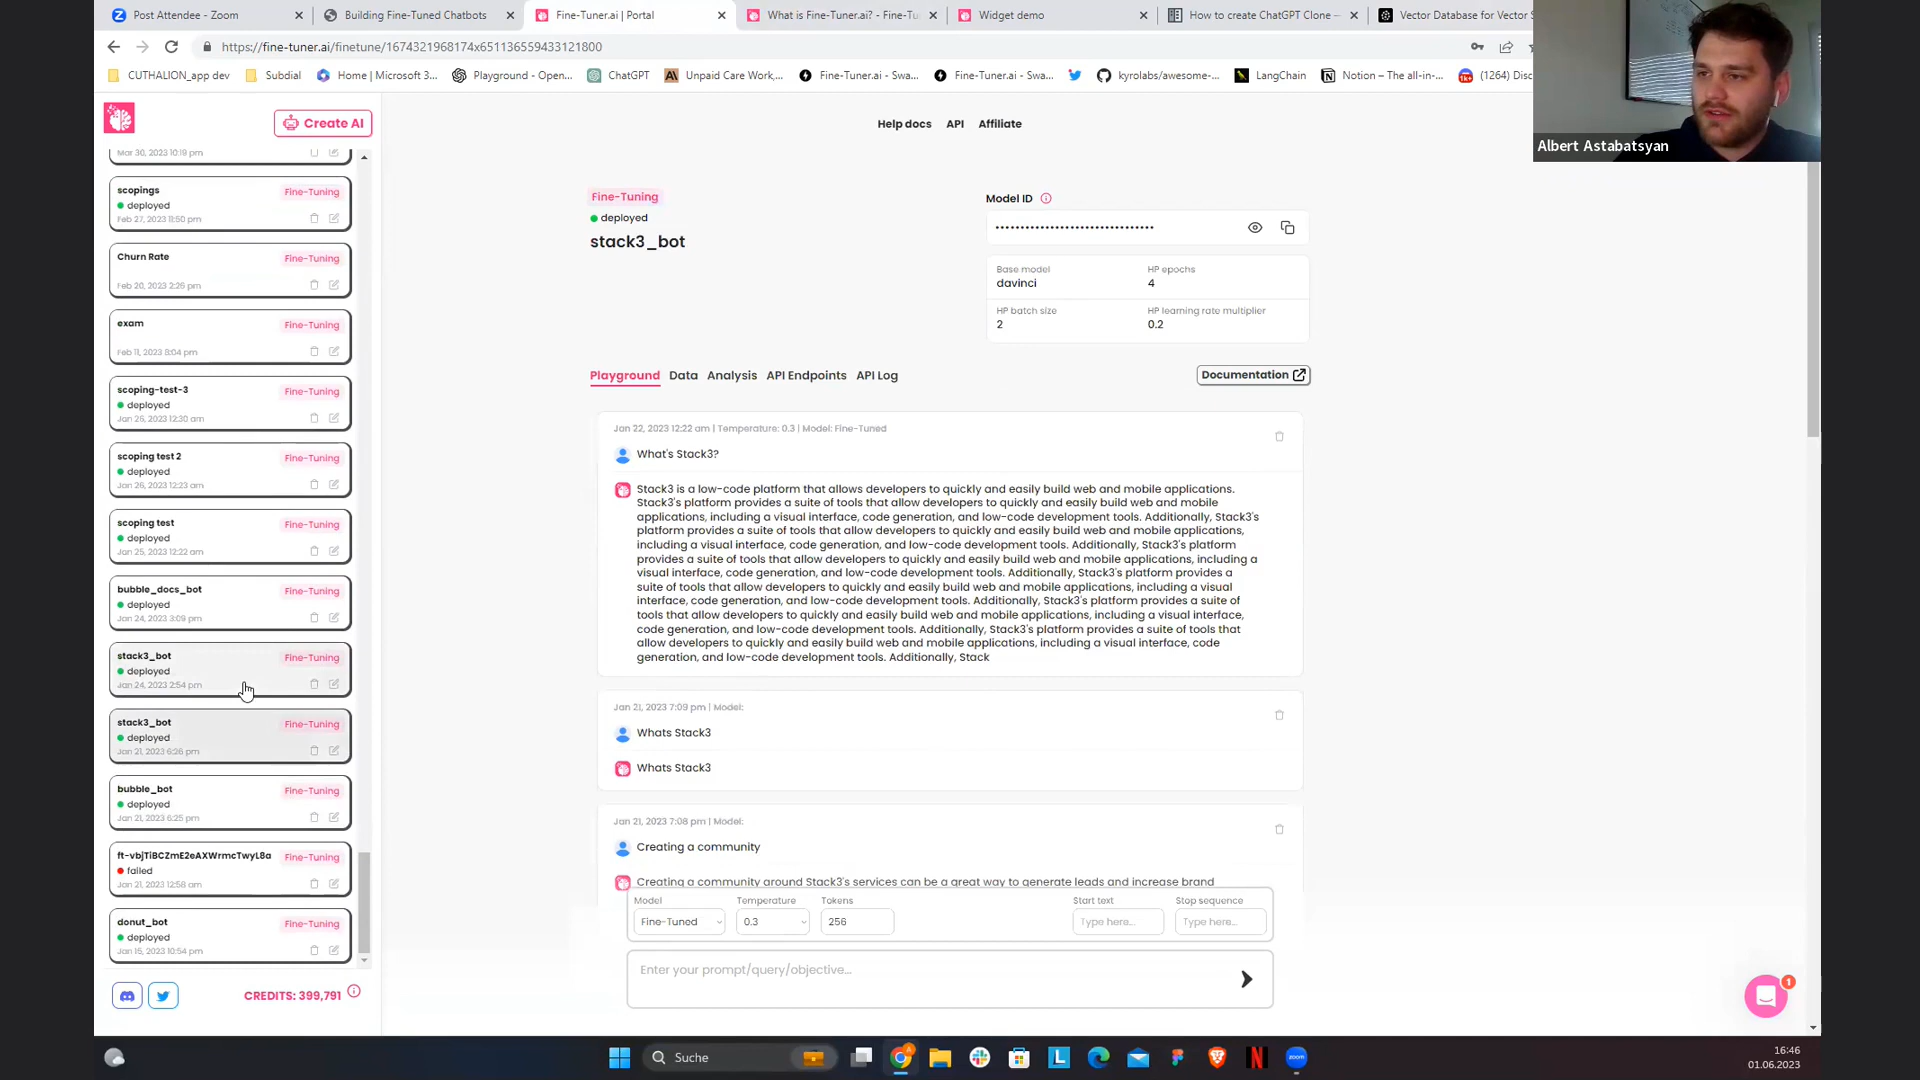 Post Attendee - Zoom
Building Fine-Tuned Chatbots
Fine-Tuner.ai | Portal
What is Fine-Tuner.ai? - Fine-Tu
Widget demo
How to create ChatGPT Clone –
Vector Database for Vector S
https://fine-tuner.ai/finetune/1674321968174x651136559433121800
CUTHALION_app dev
Subdial
Home | Microsoft 3...
Playground - Open...
ChatGPT
Unpaid Care Work,...
Fine-Tuner.ai - Swa...
Fine-Tuner.ai - Swa...
kyrolabs/awesome-...
LangChain
Notion – The all-in-...
(1264) Disc
Albert Astabatsyan
Create AI
Help docs
API
Affiliate
Mar 30, 2023 10:19 pm
scopings
Fine-Tuning
deployed
Feb 27, 2023 11:50 pm
Churn Rate
Fine-Tuning
Feb 20, 2023 2:26 pm
exam
Fine-Tuning
Feb 11, 2023 8:04 pm
scoping-test-3
Fine-Tuning
deployed
Jan 26, 2023 12:30 am
scoping test 2
Fine-Tuning
deployed
Jan 26, 2023 12:23 am
scoping test
Fine-Tuning
deployed
Jan 25, 2023 12:22 am
bubble_docs_bot
Fine-Tuning
deployed
Jan 24, 2023 3:09 pm
stack3_bot
Fine-Tuning
deployed
Jan 24, 2023 2:54 pm
stack3_bot
Fine-Tuning
deployed
Jan 21, 2023 6:26 pm
bubble_bot
Fine-Tuning
deployed
Jan 21, 2023 6:25 pm
ft-vbjTiBCZmE2eAXWrmcTwyL8a
Fine-Tuning
failed
Jan 21, 2023 12:58 am
donut_bot
Fine-Tuning
deployed
Jan 15, 2023 10:54 pm
CREDITS: 399,791
Fine-Tuning
deployed
stack3_bot
Model ID
Base model
davinci
HP epochs
4
HP batch size
2
HP learning rate multiplier
0.2
Playground
Data
Analysis
API Endpoints
API Log
Documentation
Jan 22, 2023 12:22 am | Temperature: 0.3 | Model: Fine-Tuned
What's Stack3?
Stack3 is a low-code platform that allows developers to quickly and easily build web and mobile applications.
Stack3's platform provides a suite of tools that allow developers to quickly and easily build web and mobile
applications, including a visual interface, code generation, and low-code development tools. Additionally, Stack3's
platform provides a suite of tools that allow developers to quickly and easily build web and mobile applications,
including a visual interface, code generation, and low-code development tools. Additionally, Stack3's platform
provides a suite of tools that allow developers to quickly and easily build web and mobile applications, including a
visual interface, code generation, and low-code development tools. Additionally, Stack3's platform provides a
suite of tools that allow developers to quickly and easily build web and mobile applications, including a visual
interface, code generation, and low-code development tools. Additionally, Stack3's platform provides a suite of
tools that allow developers to quickly and easily build web and mobile applications, including a visual interface,
code generation, and low-code development tools. Additionally, Stack3's platform provides a suite of tools that
allow developers to quickly and easily build web and mobile applications, including a visual interface, code
generation, and low-code development tools. Additionally, Stack
Jan 21, 2023 7:09 pm | Model:
Whats Stack3
Whats Stack3
Jan 21, 2023 7:08 pm | Model:
Creating a community
Creating a community around Stack3's services can be a great way to generate leads and increase brand
Model
Fine-Tuned
Temperature
0.3
Tokens
256
Start text
Type here...
Stop sequence
Type here...
Enter your prompt/query/objective...
1
Suche
16:46
01.06.2023